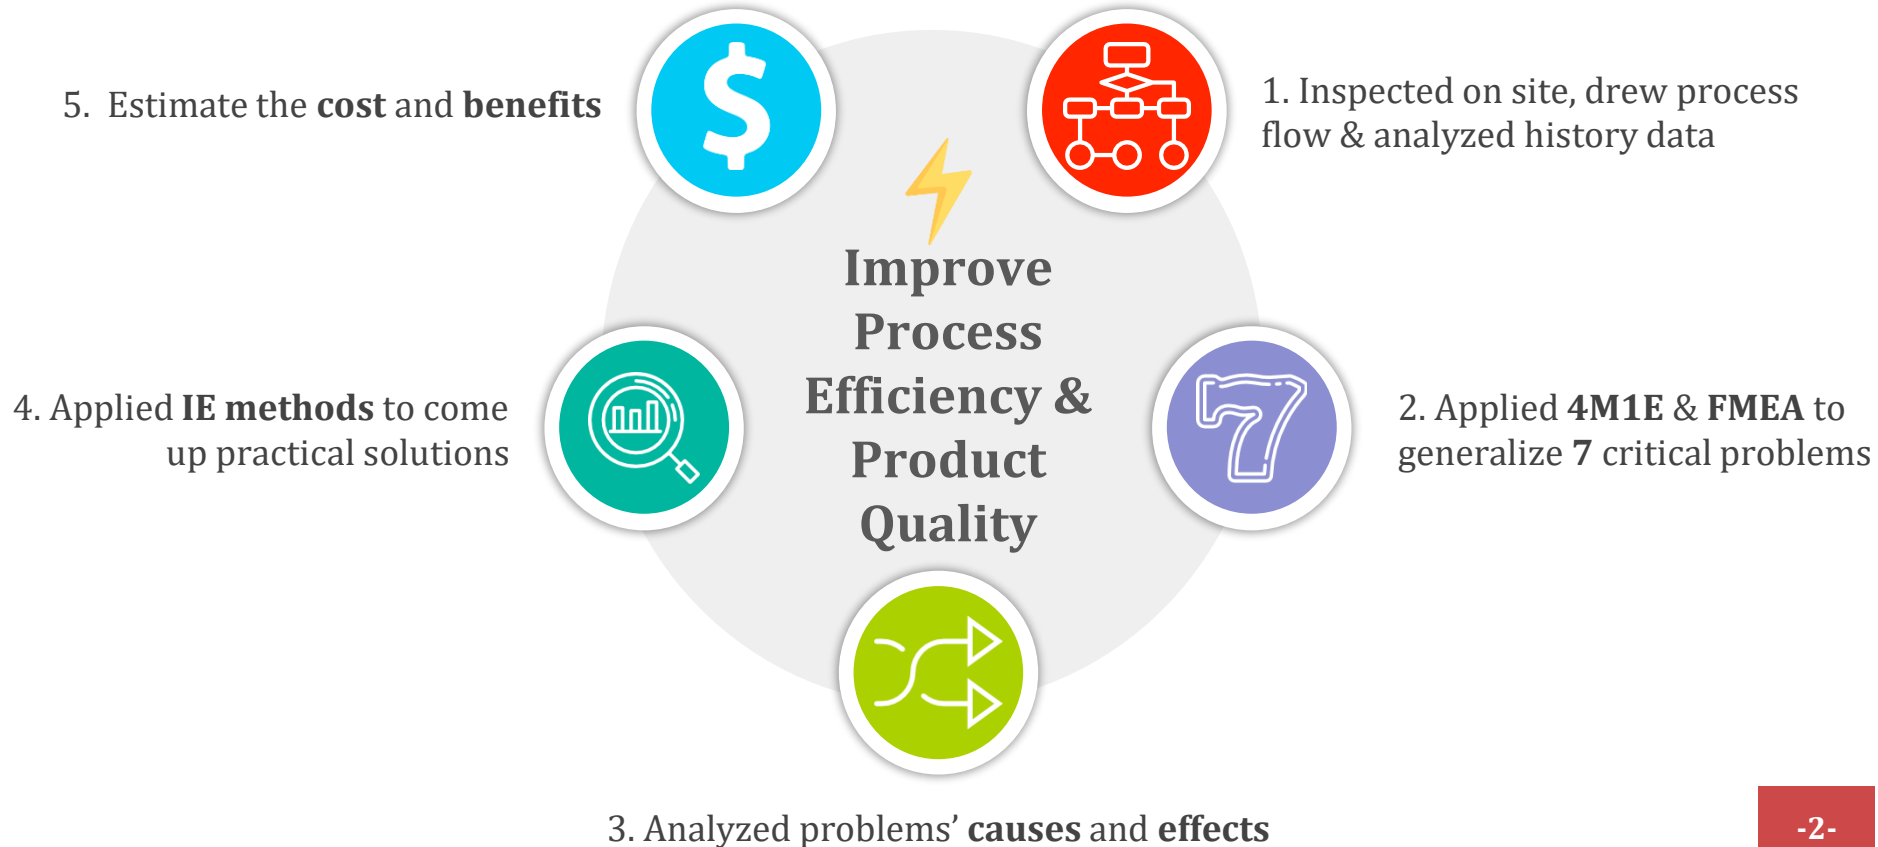 5. Estimate the cost and benefits
1. Inspected on site, drew process
flow & analyzed history data
Improve
Process
Efficiency &
Product
Quality
4. Applied IE methods to come
up practical solutions
7
2. Applied 4M1E & FMEA to
generalize 7 critical problems
3. Analyzed problems’ causes and effects
-2-